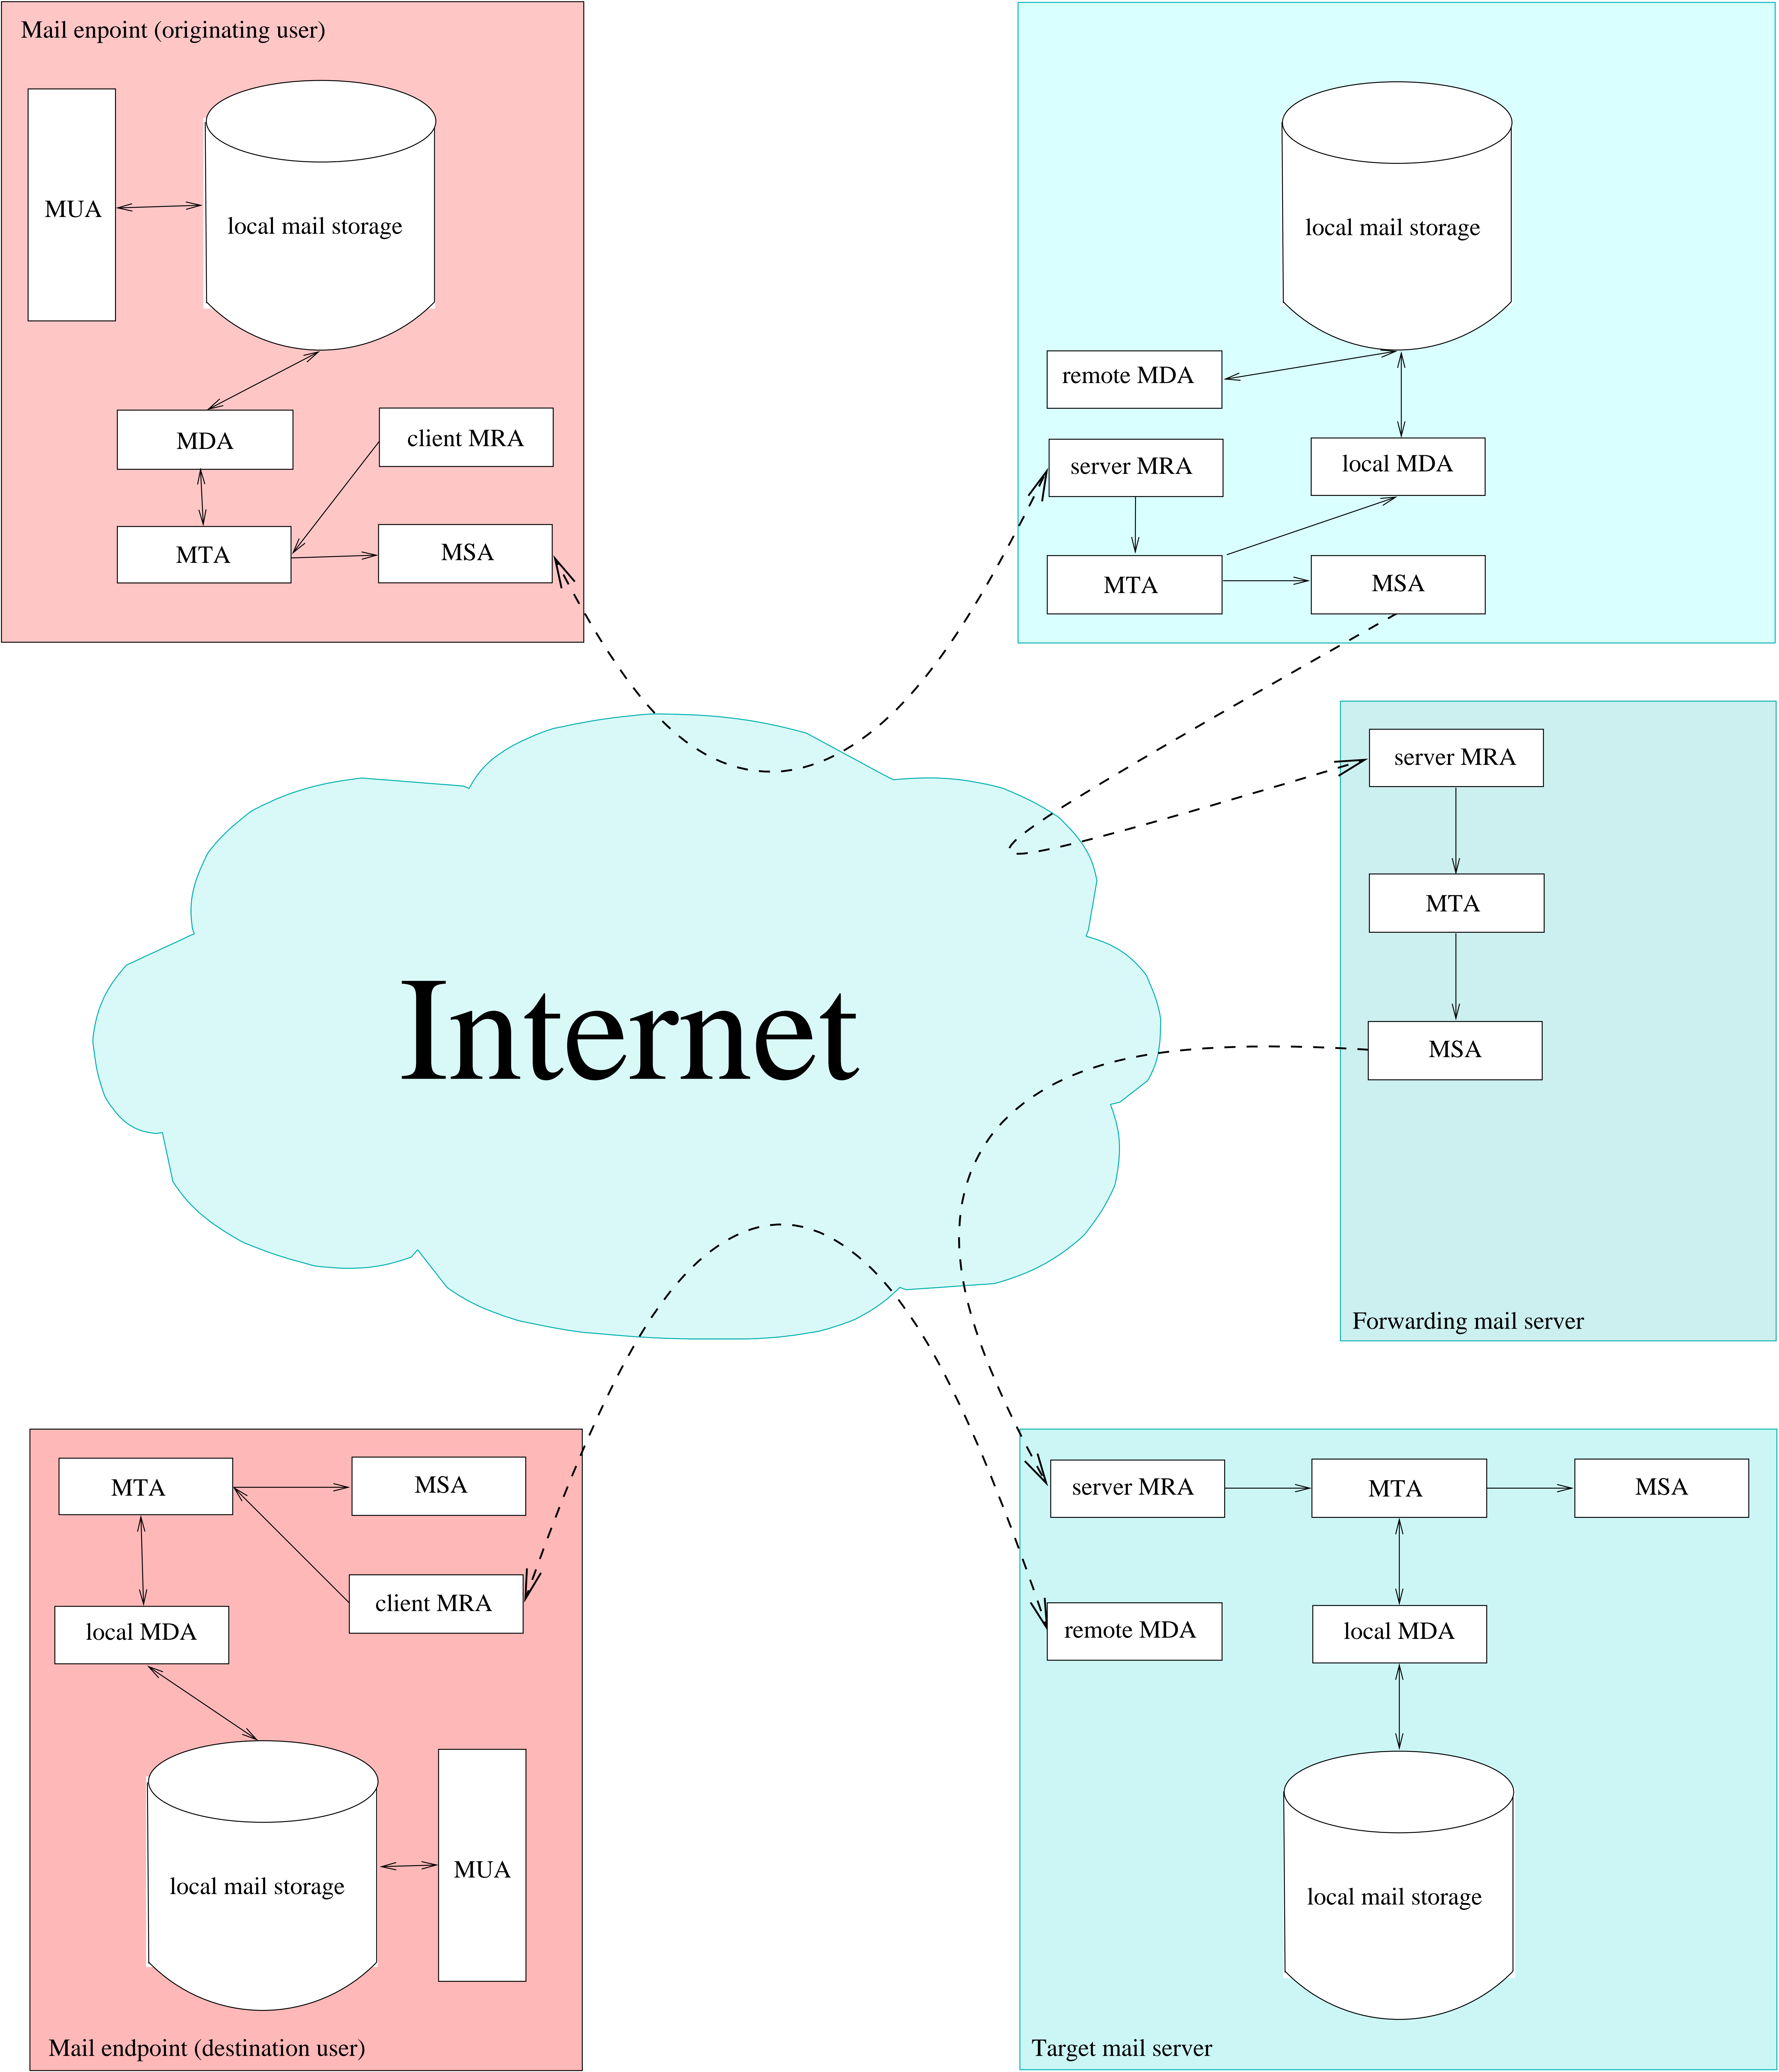 Mail enpoint (originating user)
MUA
local mail storage
MDA
client MRA
MTA
MSA
local mail storage
remote MDA
server MRA
local MDA
MTA
MSA
server MRA
MTA
MSA
Forwarding mail server
Internet
MTA
MSA
client MRA
local MDA
local mail storage
MUA
Mail endpoint (destination user)
server MRA
MTA
MSA
remote MDA
local MDA
local mail storage
Target mail server